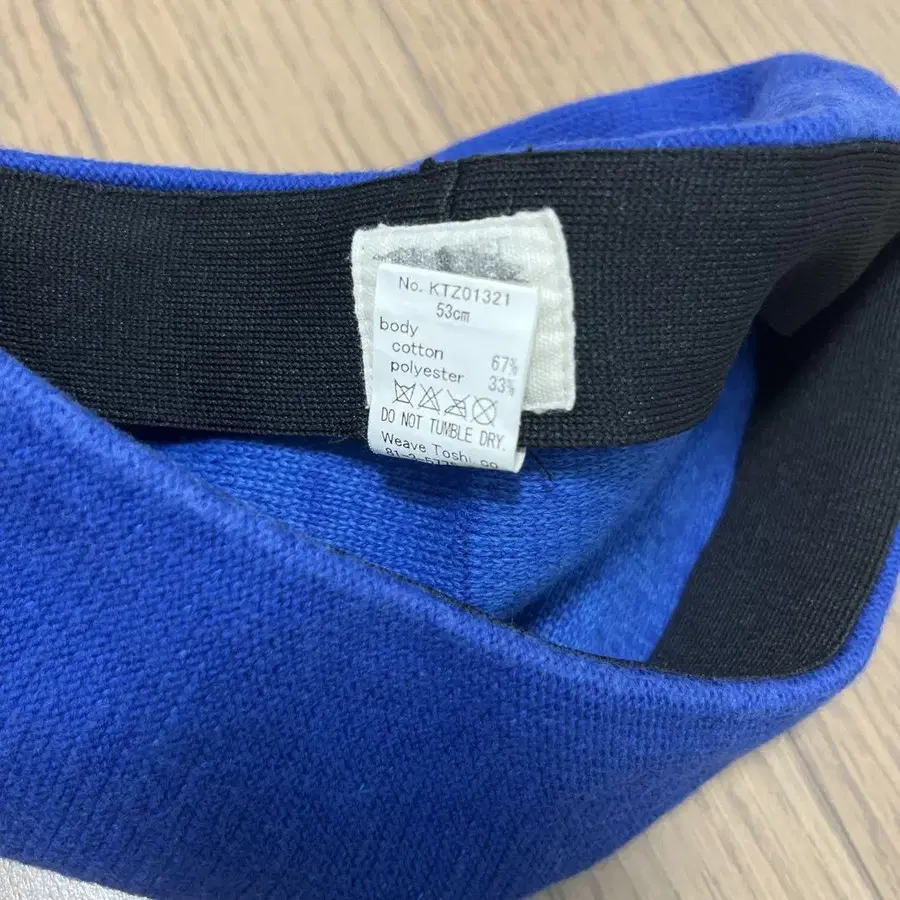 No. KTZ01321
53cm
body
cotton 67%
polyester 33%
DO NOT TUMBLE DRY.
Weave Toshi